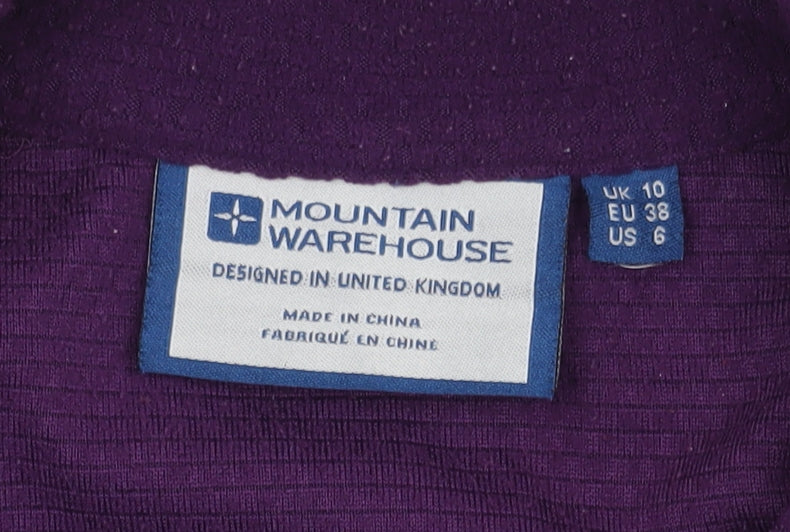 MOUNTAIN
WAREHOUSE
DESIGNED IN UNITED KINGDOM
MADE IN CHINA
FABRIQUÉ EN CHINE
UK 10
EU 38
US 6